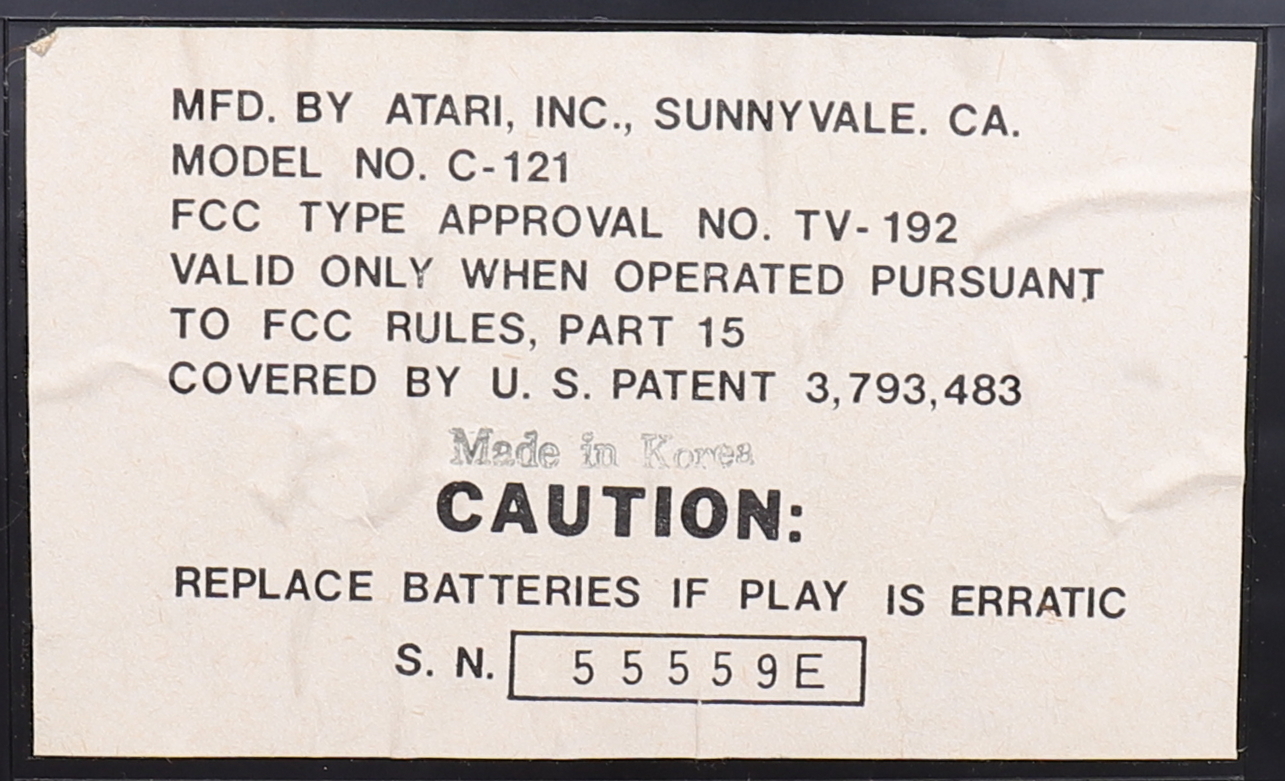 MFD. BY ATARI, INC., SUNNYVALE. CA.
MODEL NO. C-121
FCC TYPE APPROVAL NO. TV-192
VALID ONLY WHEN OPERATED PURSUANT
TO FCC RULES, PART 15
COVERED BY U. S. PATENT 3,793,483
Made in Korea
CAUTION:
REPLACE BATTERIES IF PLAY IS ERRATIC
S. N. 55559E